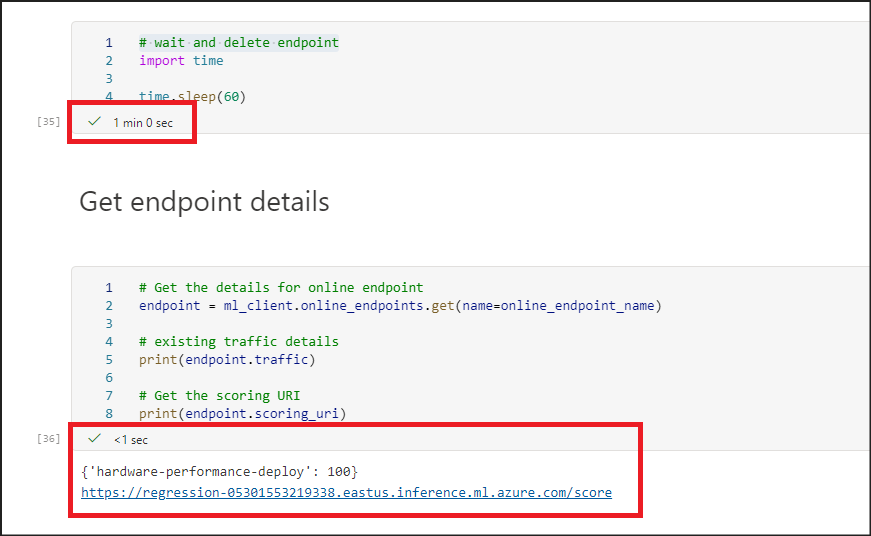 1 # wait and delete endpoint
2 import time
3
4 time.sleep(60)
[35] ✓ 1 min 0 sec
Get endpoint details
1 # Get the details for online endpoint
2 endpoint = ml_client.online_endpoints.get(name=online_endpoint_name)
3
4 # existing traffic details
5 print(endpoint.traffic)
6
7 # Get the scoring URI
8 print(endpoint.scoring_uri)
[36] ✓ <1 sec
{'hardware-performance-deploy': 100}
https://regression-05301553219338.eastus.inference.ml.azure.com/score